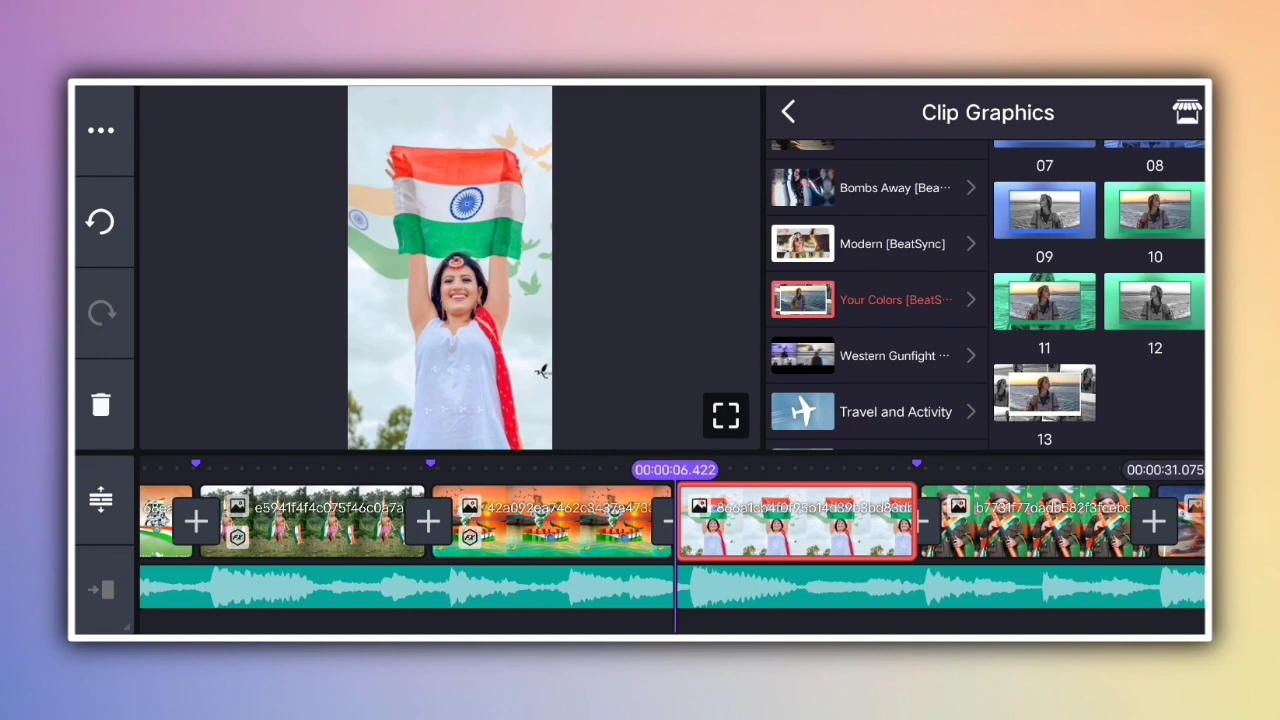 Clip Graphics
07
08
Bombs Away [Bea···
Modern [BeatSync]
09
10
Your Colors [BeatS···
11
12
Western Gunfight ···
Travel and Activity
13
00:00:06.422
00:00:31.075
e5941f4f4c075f46c0a7a